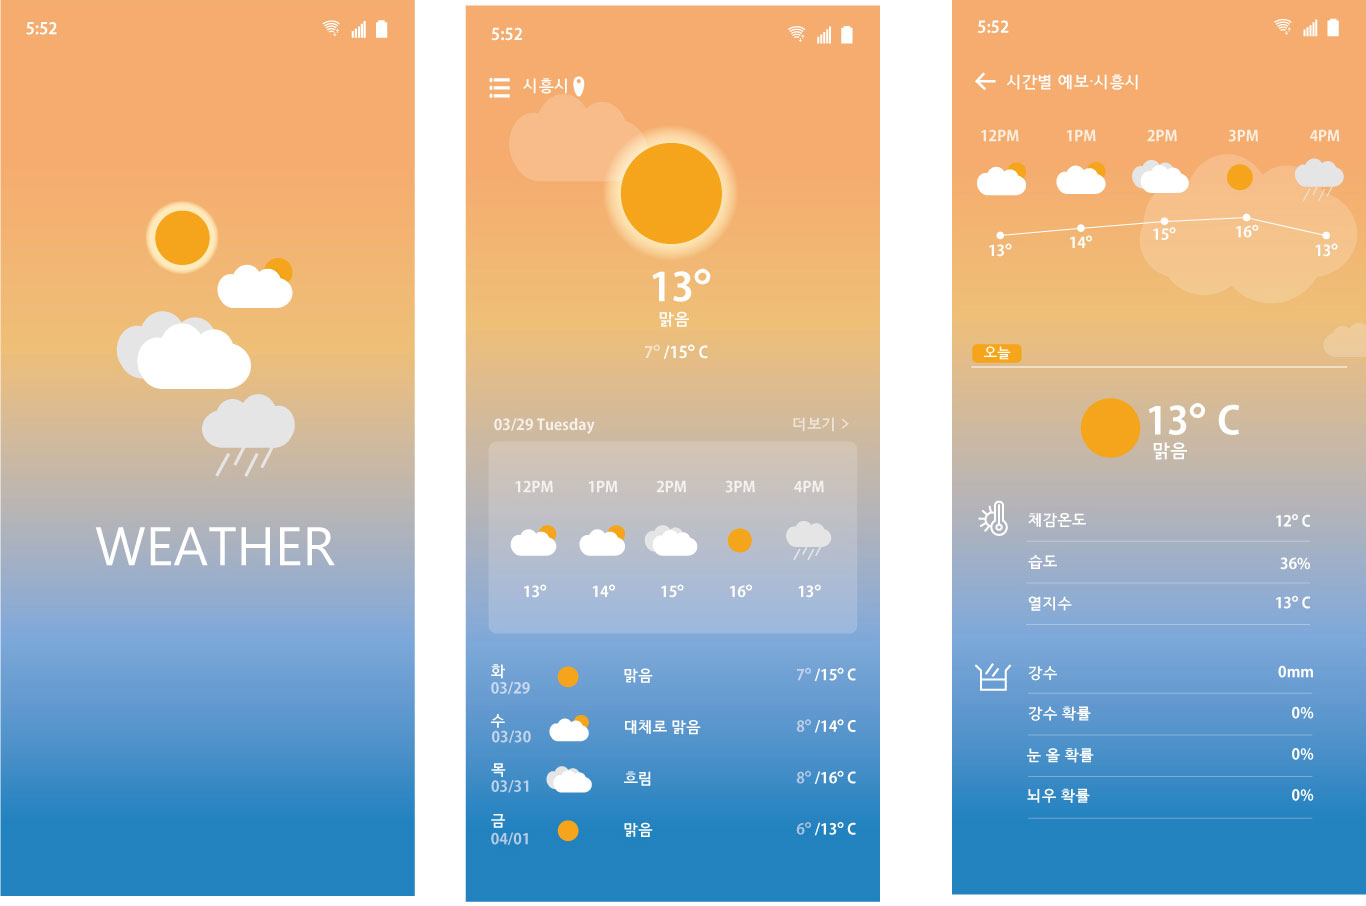 5:52
WEATHER
5:52
시흥시
13°
맑음
7° /15° C
03/29 Tuesday 더보기 >
12PM 1PM 2PM 3PM 4PM
13° 14° 15° 16° 13°
화
03/29 맑음 7° /15° C
수
03/30 대체로 맑음 8° /14° C
목
03/31 흐림 8° /16° C
금
04/01 맑음 6° /13° C
5:52
시간별 예보·시흥시
12PM 1PM 2PM 3PM 4PM
13° 14° 15° 16° 13°
오늘
13° C
맑음
체감온도 12° C
습도 36%
열지수 13° C
강수 0mm
강수 확률 0%
눈 올 확률 0%
뇌우 확률 0%